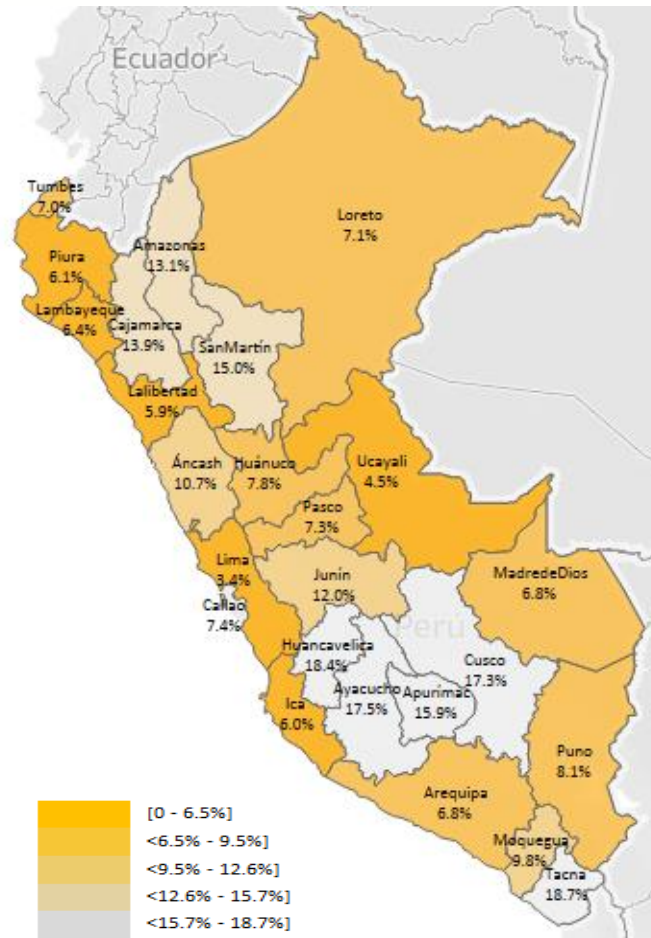 Ecuador
Tumbes
7.0%
Loreto
7.1%
Amazonas
13.1%
Piura
6.1%
Lambayeque
6.4%
Cajamarca
13.9%
SanMartín
15.0%
Lalibertad
5.9%
Áncash
10.7%
Huánuco
7.8%
Ucayali
4.5%
Pasco
7.3%
Lima
3.4%
Junín
12.0%
MadredeDios
6.8%
Callao
7.4%
Perú
Huancavelica
18.4%
Cusco
17.3%
Ayacucho
17.5%
Apurímac
15.9%
Ica
6.0%
Puno
8.1%
Arequipa
6.8%
Moquegua
9.8%
Tacna
18.7%
[0 - 6.5%]
<6.5% - 9.5%]
<9.5% - 12.6%]
<12.6% - 15.7%]
<15.7% - 18.7%]